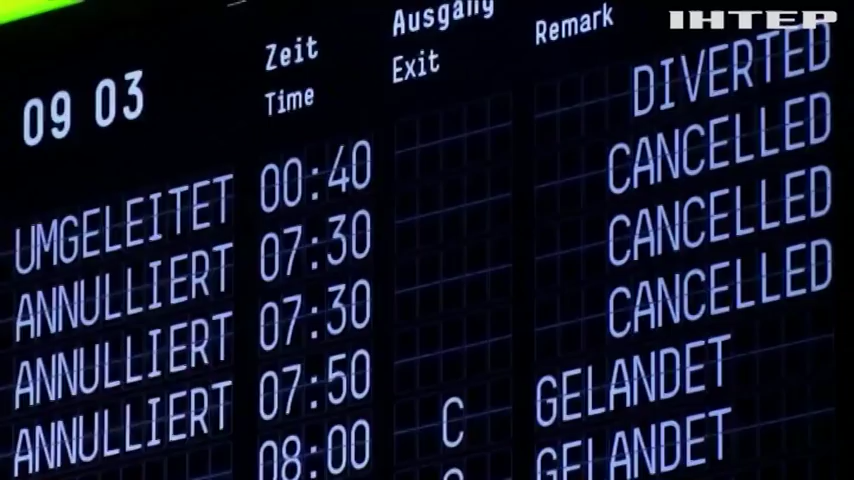 ІНТЕР
Zeit Ausgang
Time Exit Remark
09 03
UMGELEITET 00:40 DIVERTED
ANNULLIERT 07:30 CANCELLED
ANNULLIERT 07:30 CANCELLED
ANNULLIERT 07:50 CANCELLED
08:00 C GELANDET
GELANDET